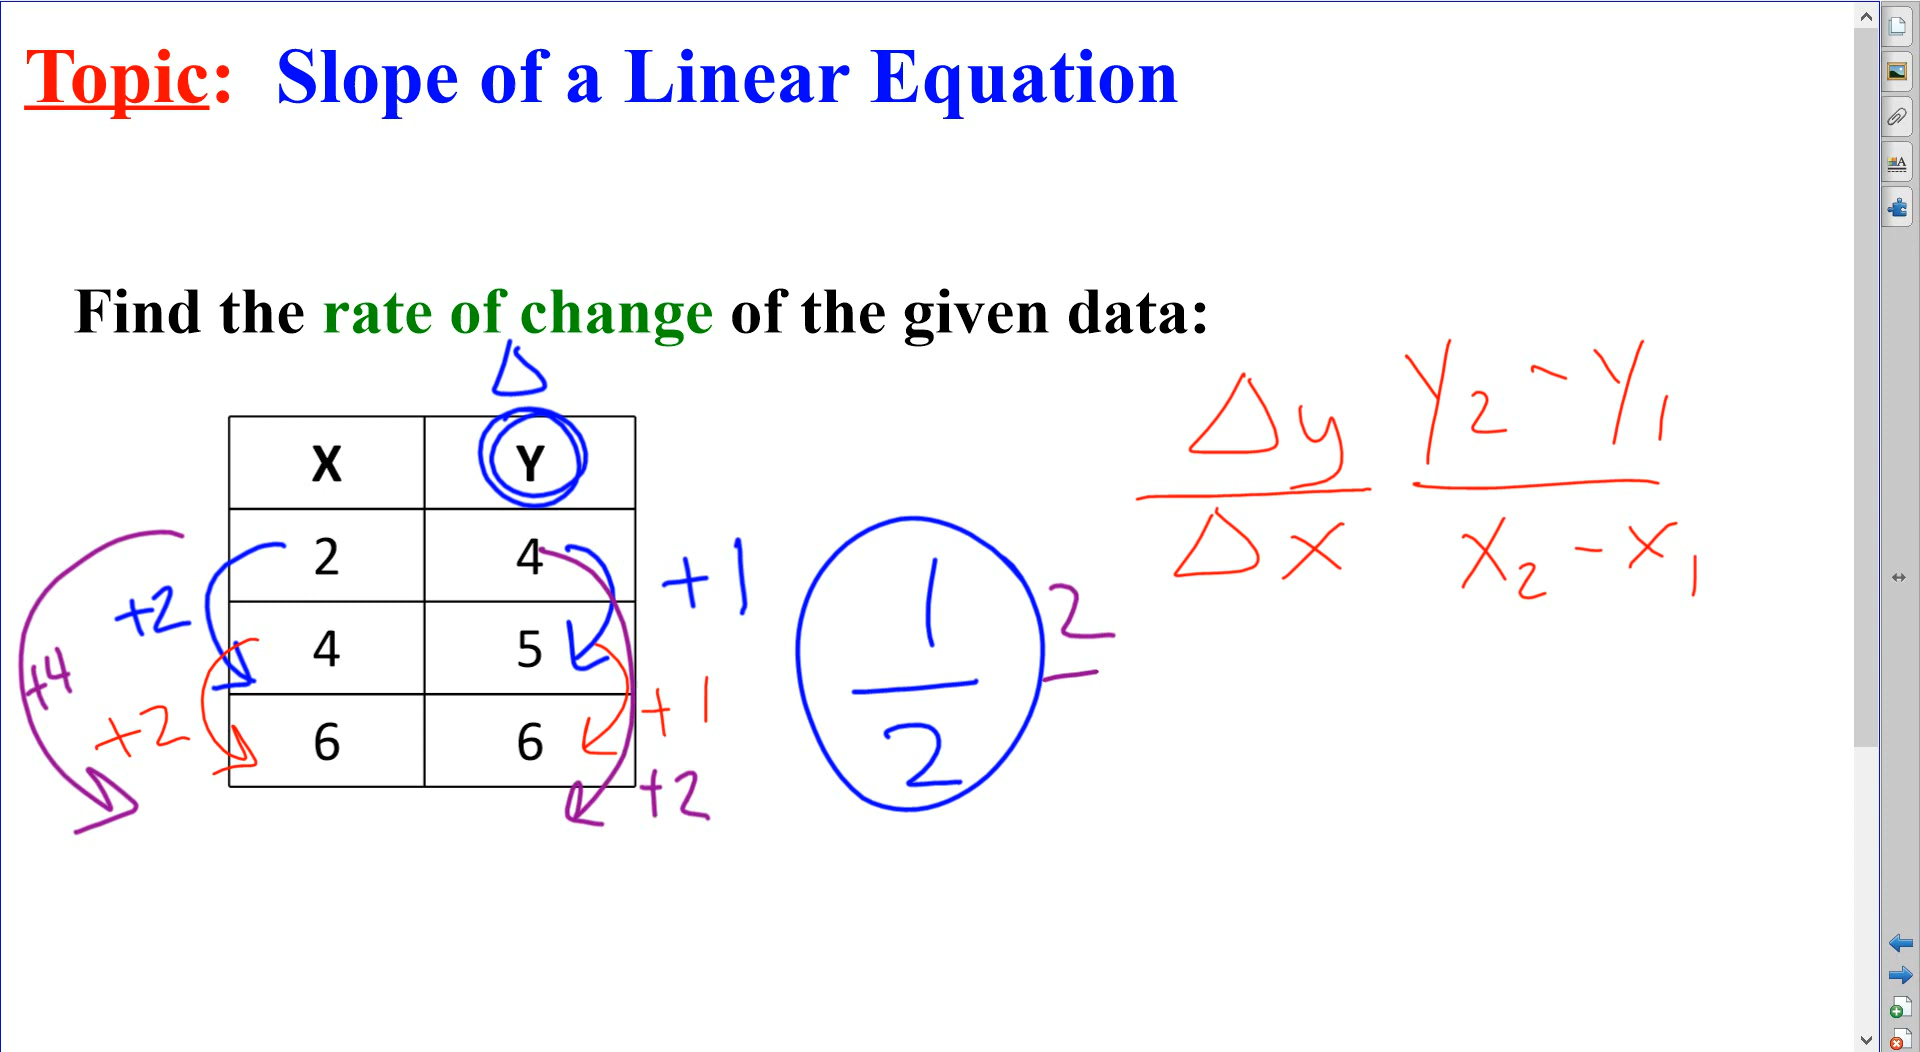 Topic: Slope of a Linear Equation
Find the rate of change of the given data:
Δ
X Y
2 4
4 5
6 6
+2
+4
+2
+1
+1
+2
1
2
2
Δy Y2 - Y1
Δx X2 - X1